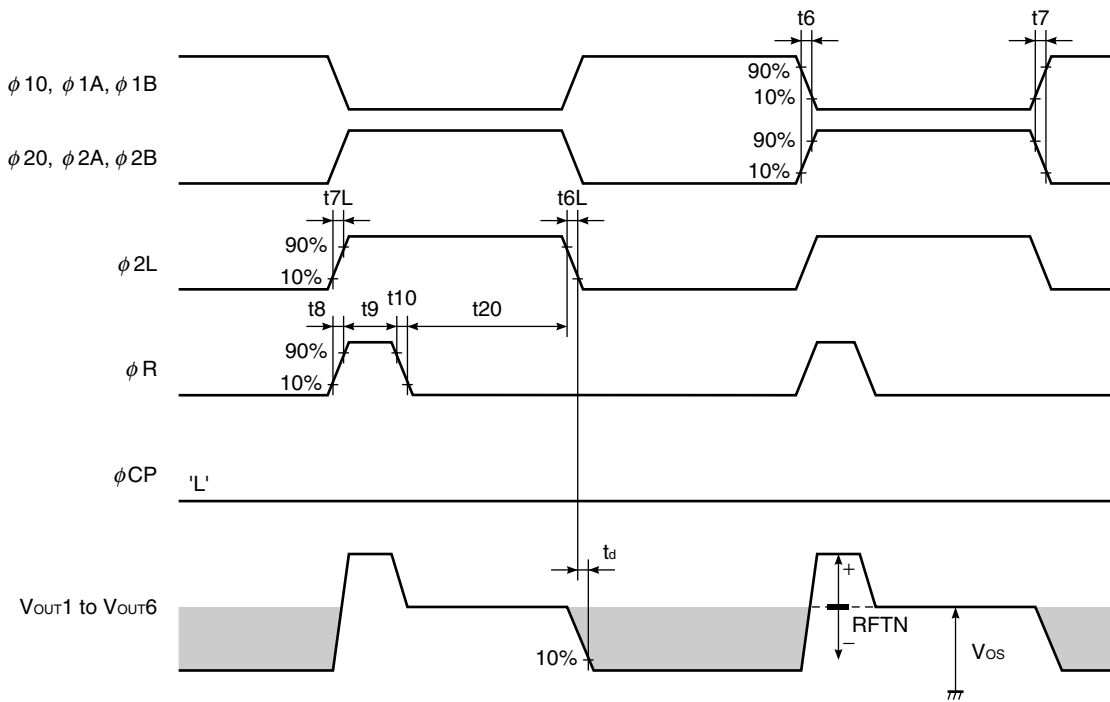 t6
t7
φ10, φ1A, φ1B
90%
10%
φ20, φ2A, φ2B
90%
10%
t7L
t6L
φ2L
90%
10%
t8
t9
t10
t20
φR
90%
10%
φCP
'L'
td
VOUT1 to VOUT6
10%
+
RFTN
−
VOS